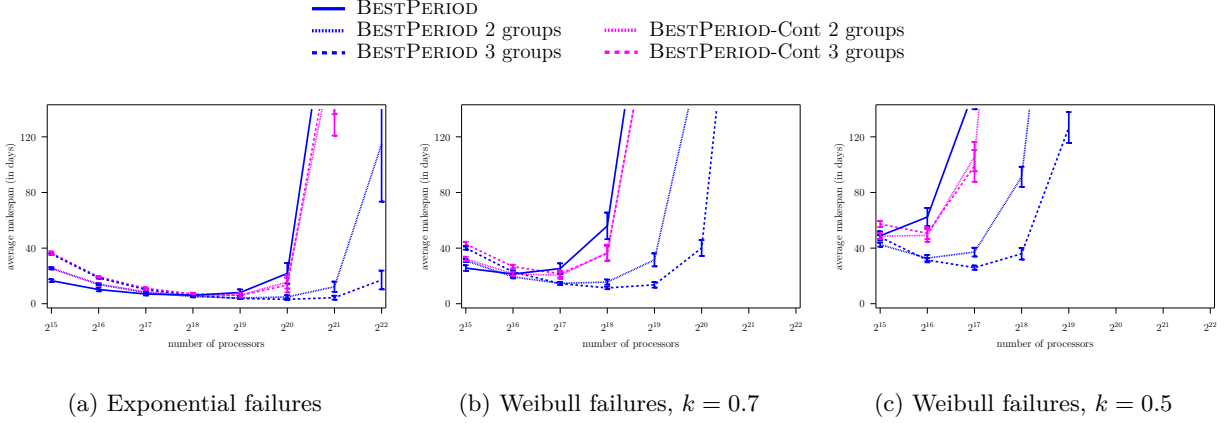 BESTPERIOD
BESTPERIOD 2 groups
BESTPERIOD 3 groups
BESTPERIOD-Cont 2 groups
BESTPERIOD-Cont 3 groups
average makespan (in days)
120
80
40
0
2^15 2^16 2^17 2^18 2^19 2^20 2^21 2^22
number of processors
(a) Exponential failures
average makespan (in days)
120
80
40
0
2^15 2^16 2^17 2^18 2^19 2^20 2^21 2^22
number of processors
(b) Weibull failures, k = 0.7
average makespan (in days)
120
80
40
0
2^15 2^16 2^17 2^18 2^19 2^20 2^21 2^22
number of processors
(c) Weibull failures, k = 0.5